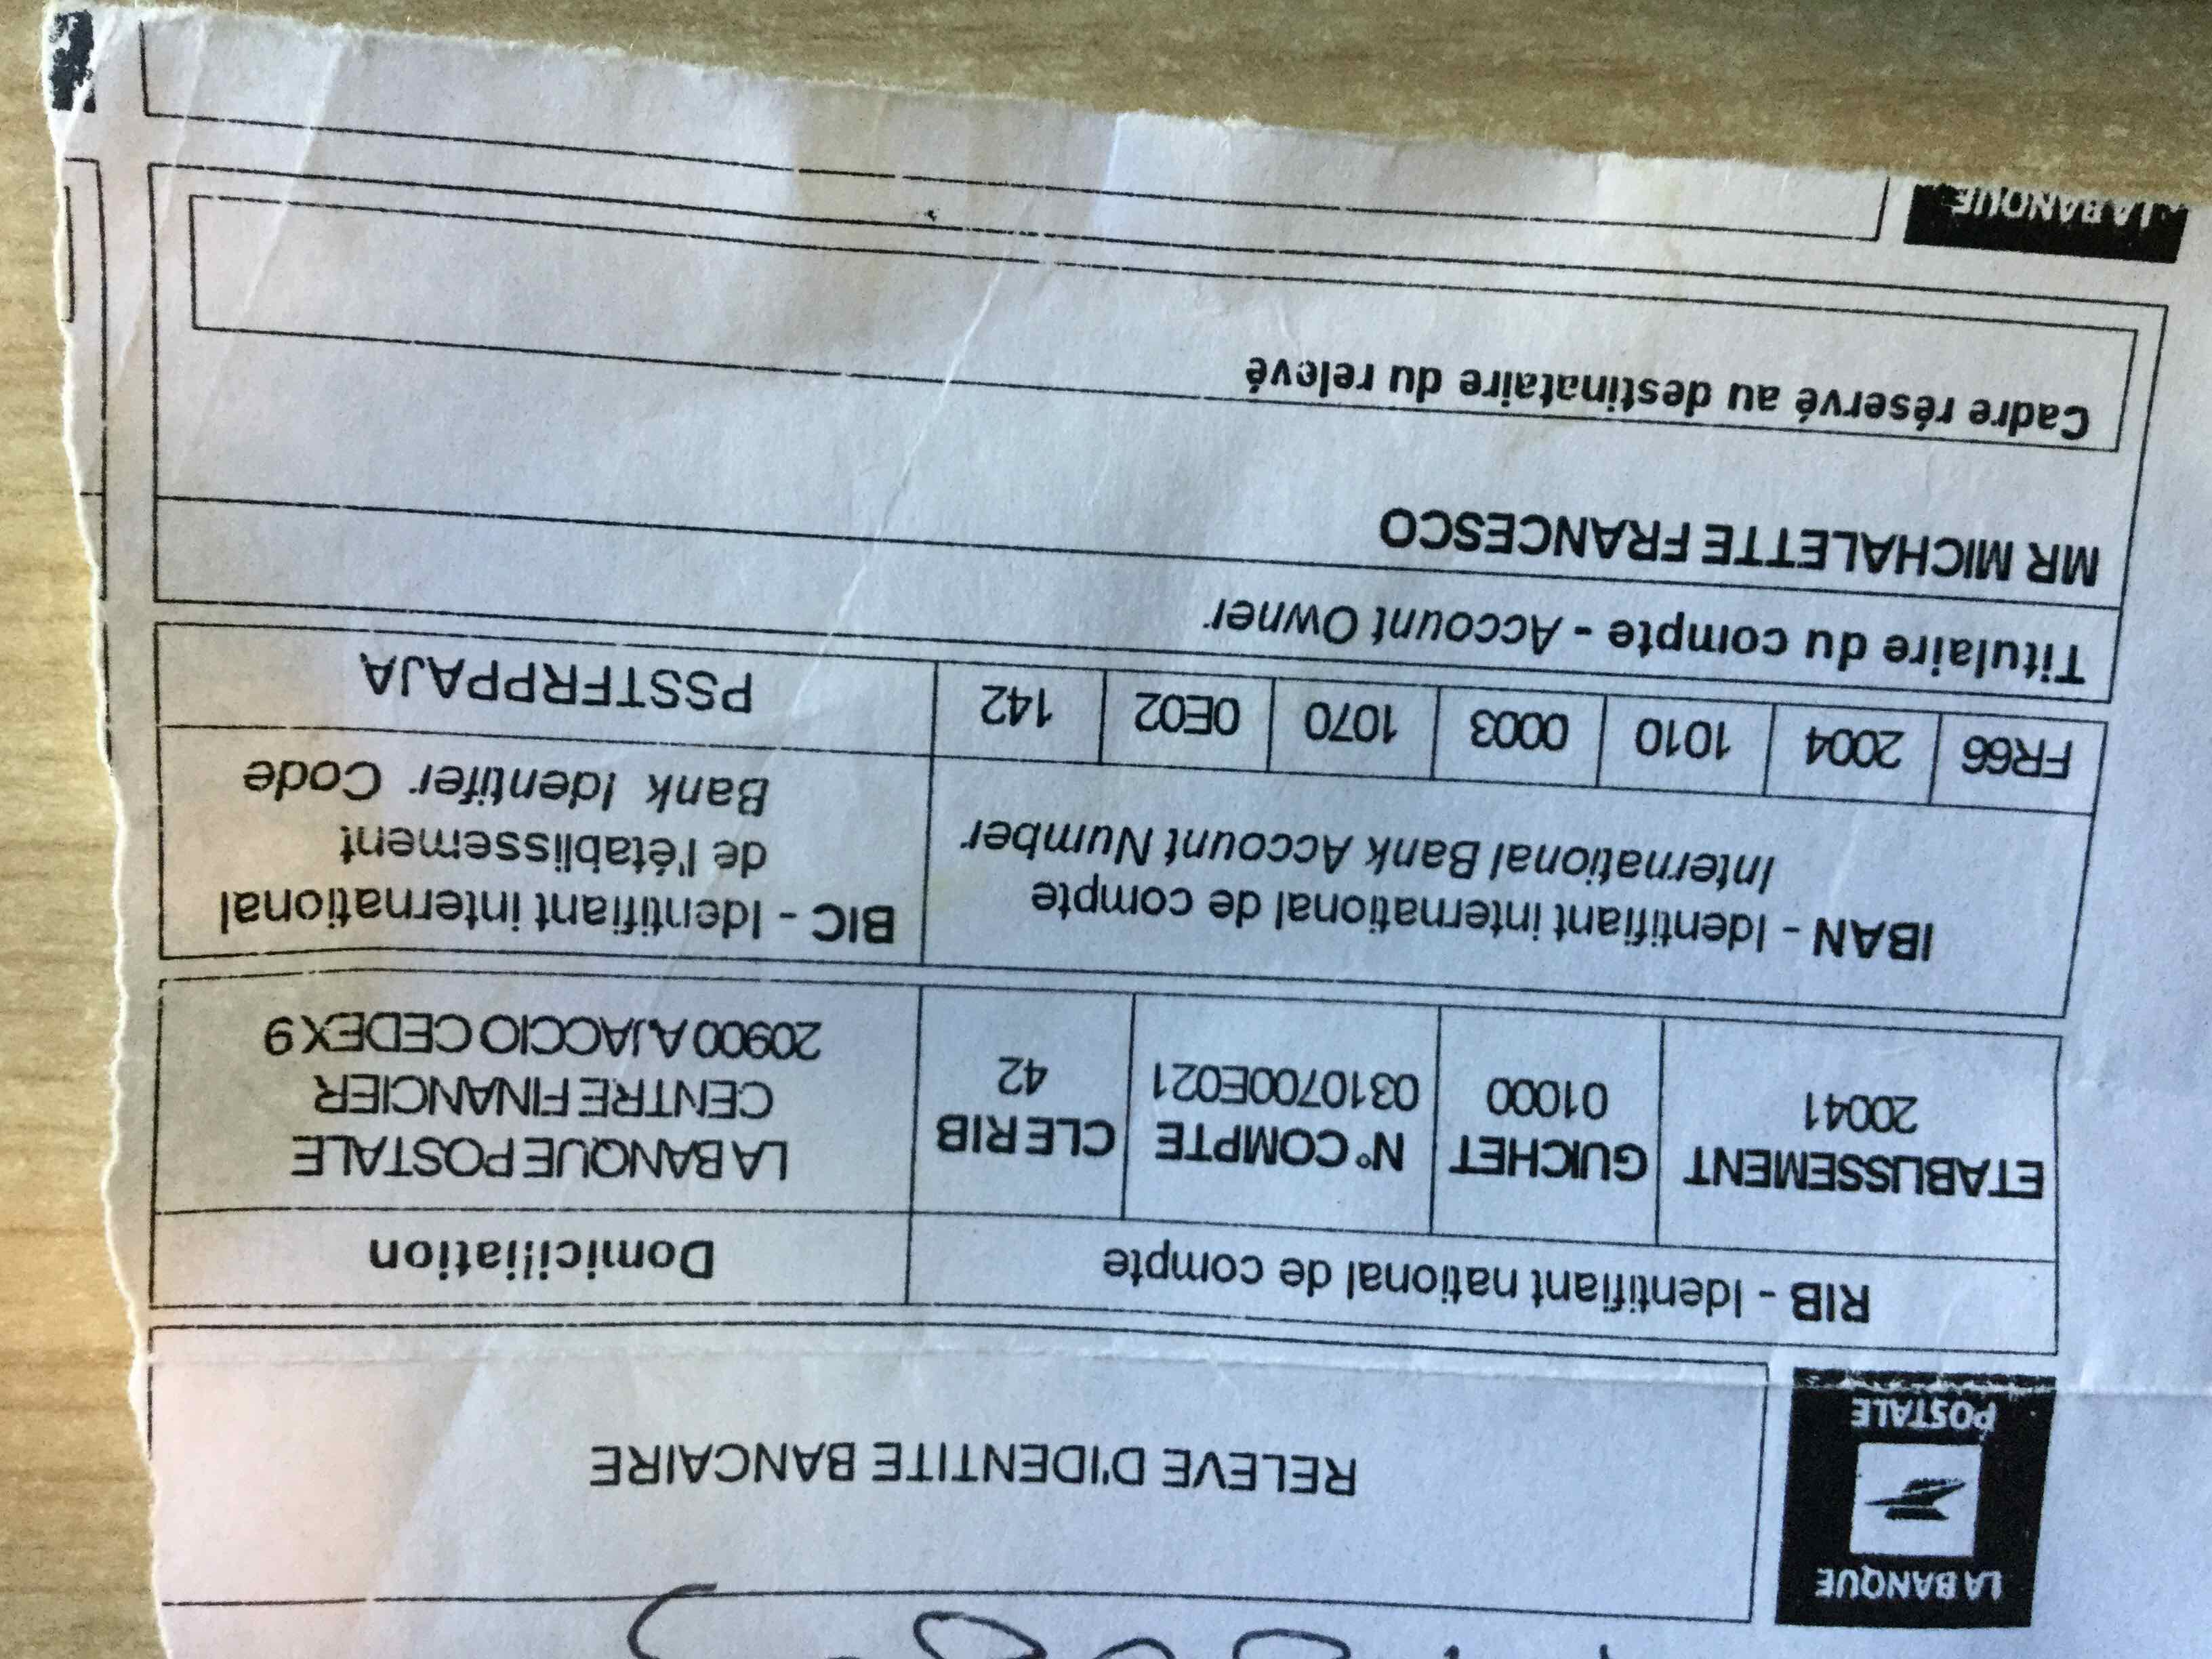 LA BANQUE
POSTALE
RELEVE D'IDENTITE BANCAIRE
RIB - Identifiant national de compte
Domiciliation
ETABLISSEMENT GUICHET N° COMPTE CLE RIB
20041 01000 0310700E021 42
LA BANQUE POSTALE
CENTRE FINANCIER
20900 AJACCIO CEDEX 9
IBAN - Identifiant international de compte
International Bank Account Number
BIC - Identifiant international
de l'établissement
Bank Identifer Code
FR66 2004 1010 0003 1070 0E02 142
PSSTFRPPAJA
Titulaire du compte - Account Owner
MR MICHALETTE FRANCESCO
Cadre réservé au destinataire du relevé
LA BANQUE